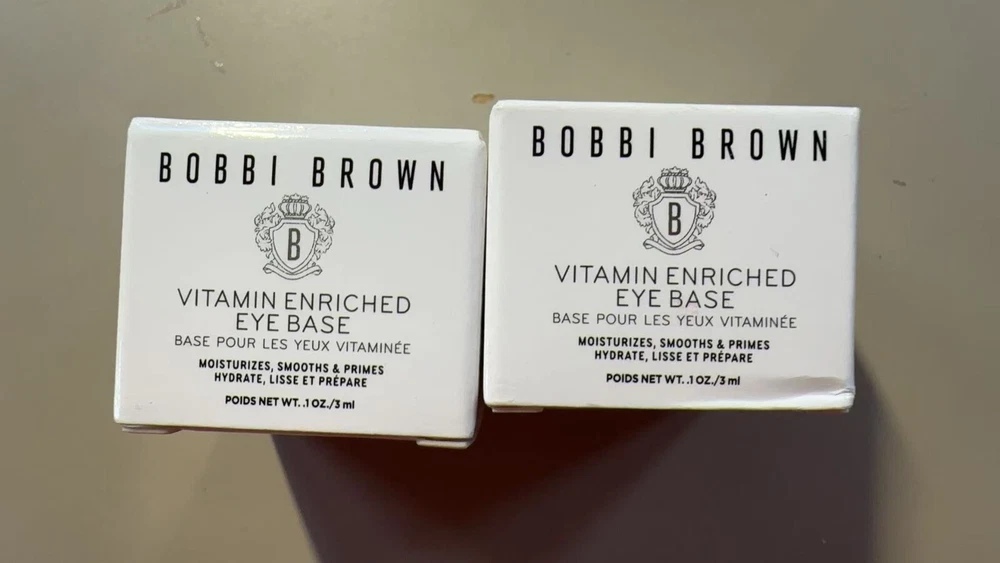 BOBBI BROWN
B
VITAMIN ENRICHED
EYE BASE
BASE POUR LES YEUX VITAMINÉE
MOISTURIZES, SMOOTHS & PRIMES
HYDRATE, LISSE ET PRÉPARE
POIDS NET WT. .1 OZ./3 ml
BOBBI BROWN
B
VITAMIN ENRICHED
EYE BASE
BASE POUR LES YEUX VITAMINÉE
MOISTURIZES, SMOOTHS & PRIMES
HYDRATE, LISSE ET PRÉPARE
POIDS NET WT. .1 OZ./3 ml